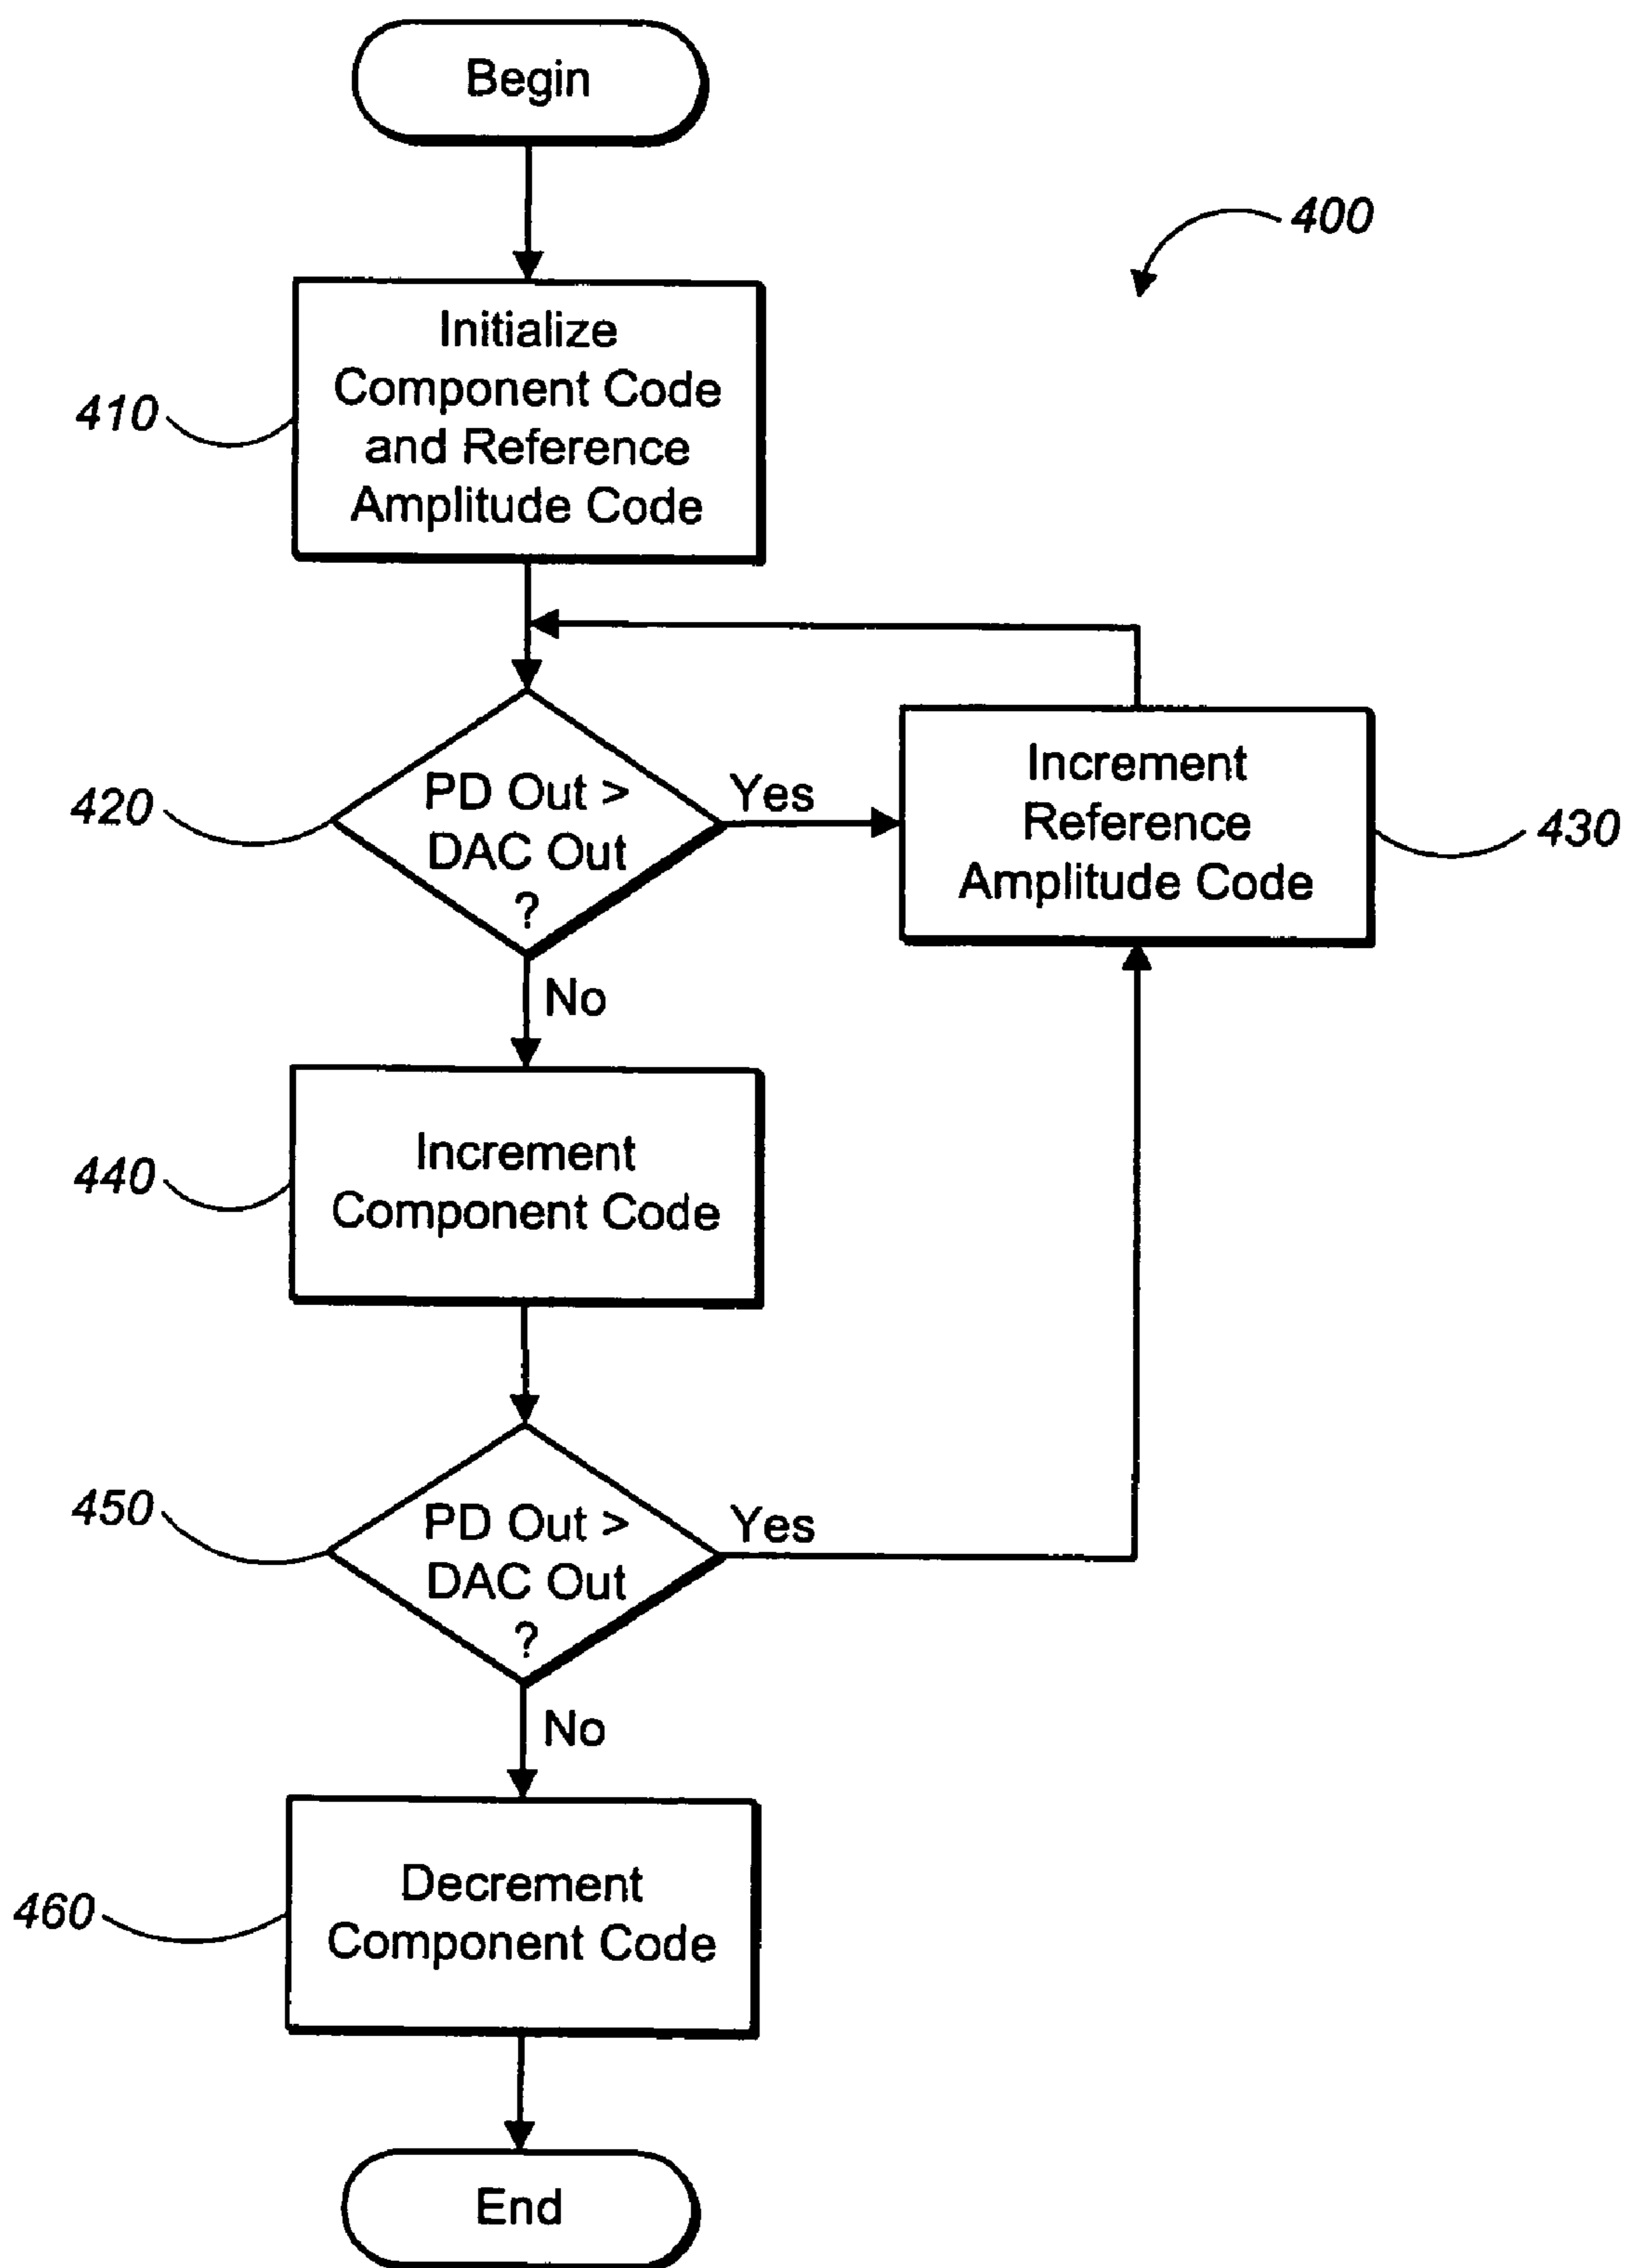 Begin
400
Initialize
Component Code
and Reference
Amplitude Code
410
PD Out >
DAC Out
?
420
Yes
Increment
Reference
Amplitude Code
430
No
Increment
Component Code
440
PD Out >
DAC Out
?
450
Yes
No
Decrement
Component Code
460
End